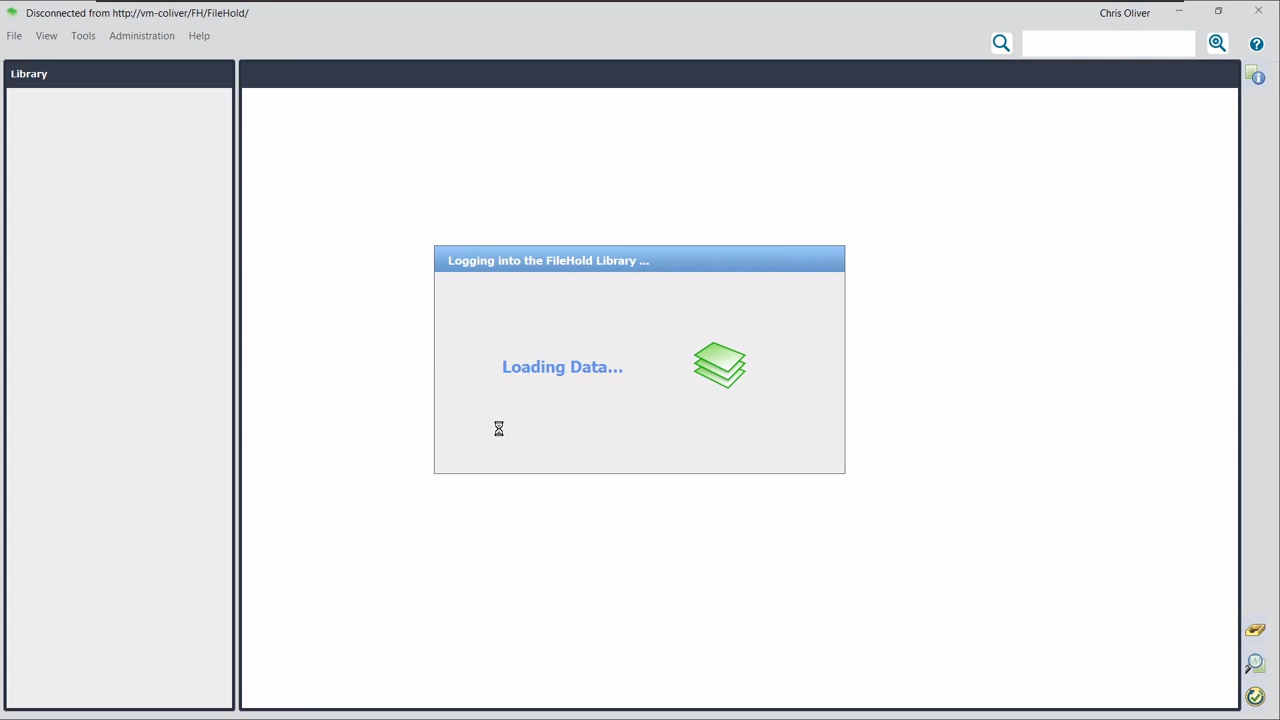 Disconnected from http://vm-coliver/FH/FileHold/
Chris Oliver
File View Tools Administration Help
Library
Logging into the FileHold Library ...
Loading Data...